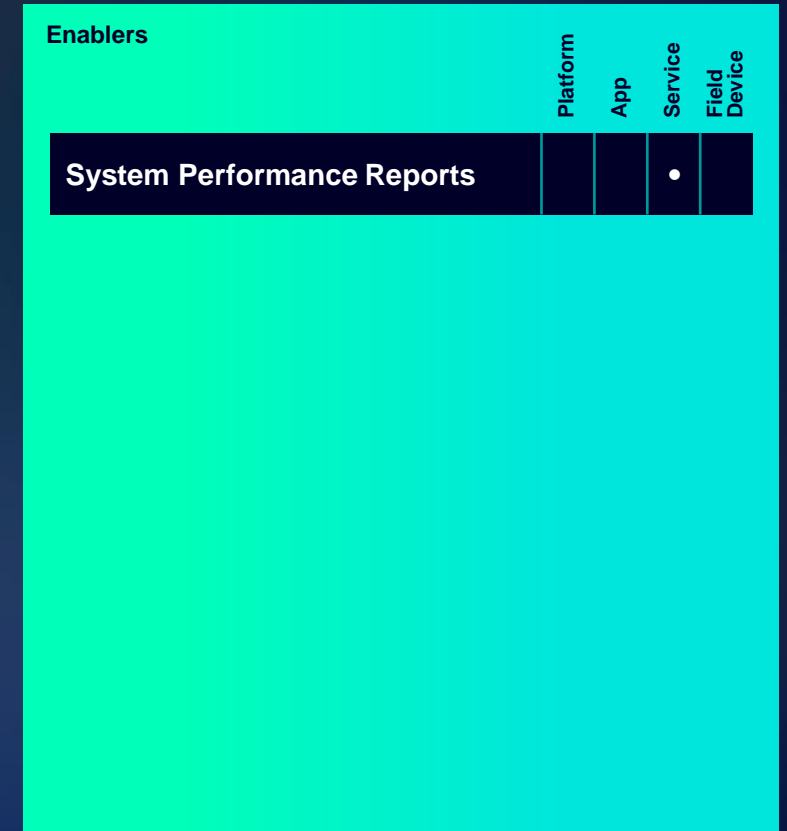 Enablers
Platform
App
Service
Field
Device
System Performance Reports
•